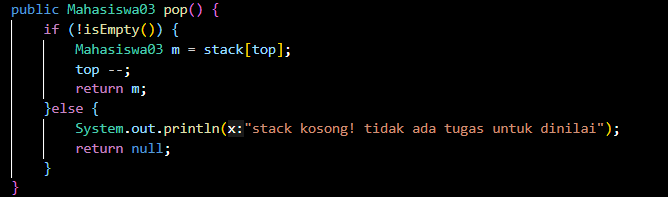 public Mahasiswa03 pop() {
    if (!isEmpty()) {
        Mahasiswa03 m = stack[top];
        top --;
        return m;
    }else {
        System.out.println(x:"stack kosong! tidak ada tugas untuk dinilai");
        return null;
    }
}